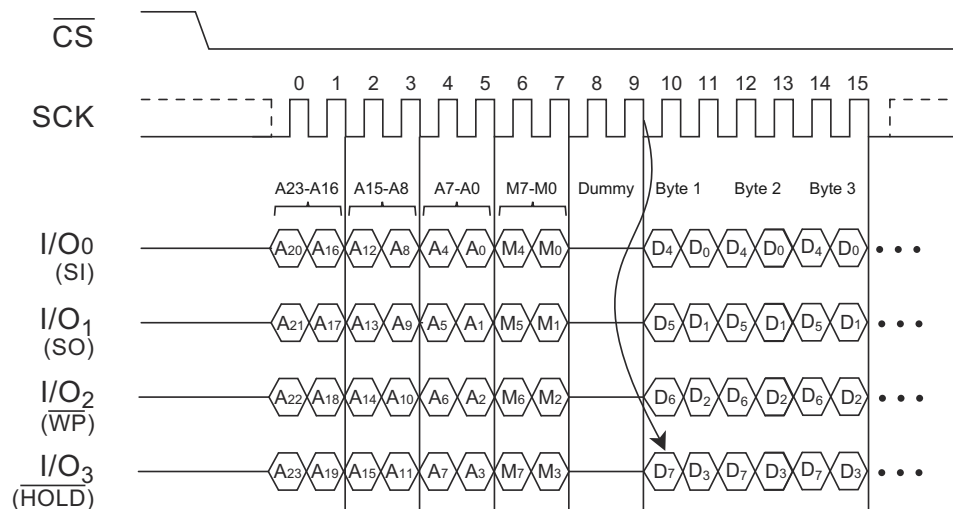 CS
0 1 2 3 4 5 6 7 8 9 10 11 12 13 14 15
SCK
A23-A16 A15-A8 A7-A0 M7-M0 Dummy Byte 1 Byte 2 Byte 3
I/O0 A20 A16 A12 A8 A4 A0 M4 M0 D4 D0 D4 D0 D4 D0
(SI)
I/O1 A21 A17 A13 A9 A5 A1 M5 M1 D5 D1 D5 D1 D5 D1
(SO)
I/O2 A22 A18 A14 A10 A6 A2 M6 M2 D6 D2 D6 D2 D6 D2
(WP)
I/O3 A23 A19 A15 A11 A7 A3 M7 M3 D7 D3 D7 D3 D7 D3
(HOLD)